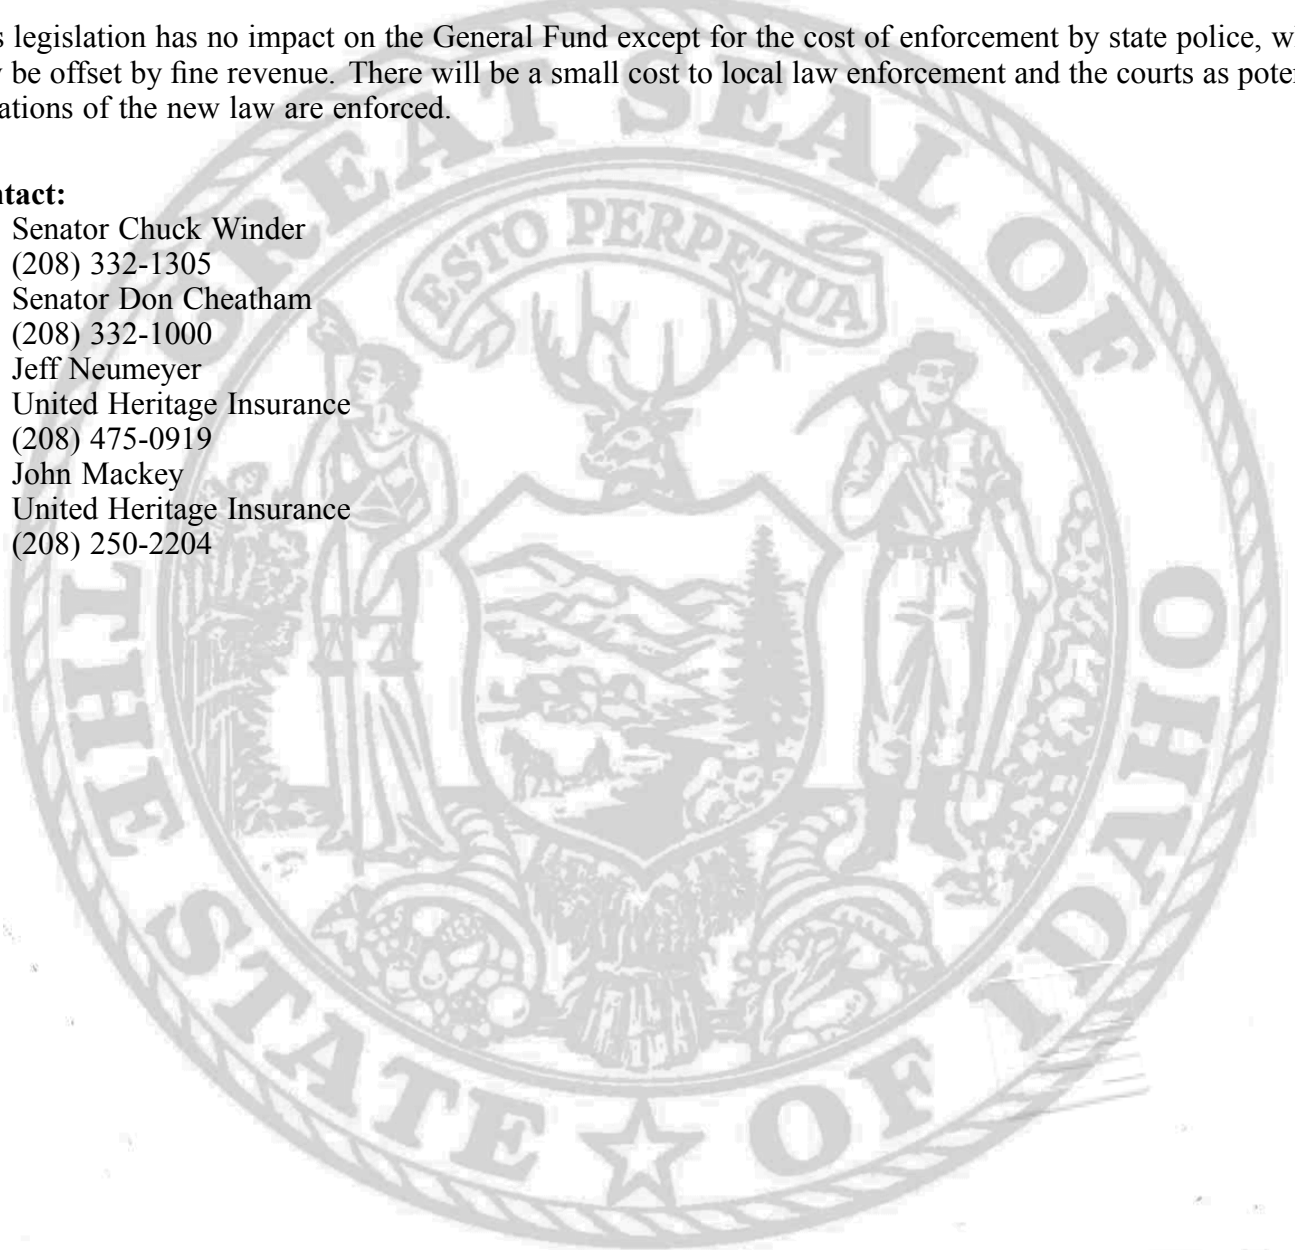 s legislation has no impact on the General Fund except for the cost of enforcement by state police, w
y be offset by fine revenue. There will be a small cost to local law enforcement and the courts as poten
ations of the new law are enforced.
ntact:
Senator Chuck Winder
(208) 332-1305
Senator Don Cheatham
(208) 332-1000
Jeff Neumeyer
United Heritage Insurance
(208) 475-0919
John Mackey
United Heritage Insurance
(208) 250-2204
GREAT SEAL OF
THE STATE OF IDAHO
ESTO PERPETUA